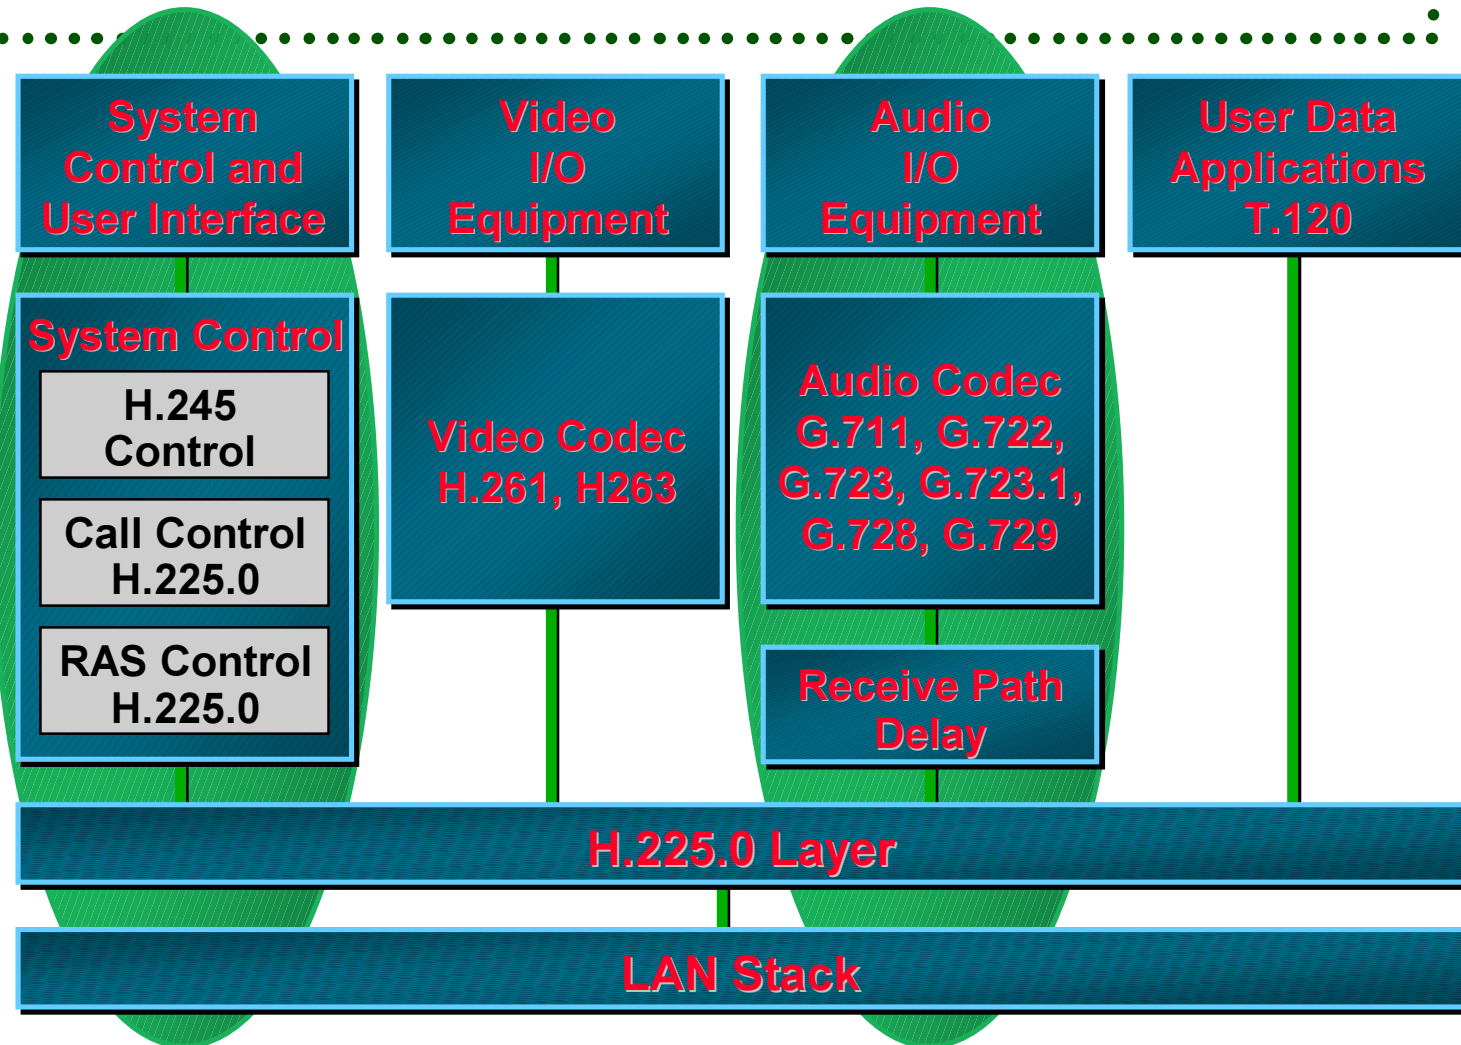 System
Control and
User Interface
Video
I/O
Equipment
Audio
I/O
Equipment
User Data
Applications
T.120
System Control
H.245
Control
Call Control
H.225.0
RAS Control
H.225.0
Video Codec
H.261, H263
Audio Codec
G.711, G.722,
G.723, G.723.1,
G.728, G.729
Receive Path
Delay
H.225.0 Layer
LAN Stack